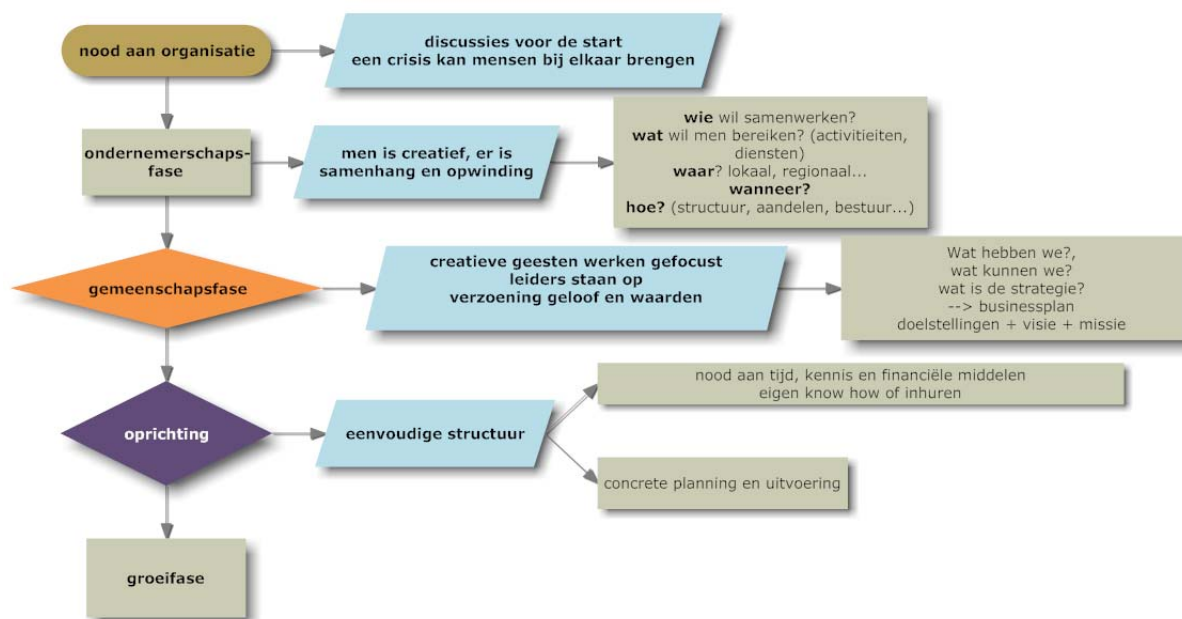 nood aan organisatie
discussies voor de start
een crisis kan mensen bij elkaar brengen
ondernemerschaps-
fase
men is creatief, er is
samenhang en opwinding
wie wil samenwerken?
wat wil men bereiken? (activitieiten,
diensten)
waar? lokaal, regionaal...
wanneer?
hoe? (structuur, aandelen, bestuur...)
gemeenschapsfase
creatieve geesten werken gefocust
leiders staan op
verzoening geloof en waarden
Wat hebben we?,
wat kunnen we?
wat is de strategie?
--> businessplan
doelstellingen + visie + missie
oprichting
eenvoudige structuur
nood aan tijd, kennis en financiële middelen
eigen know how of inhuren
concrete planning en uitvoering
groeifase